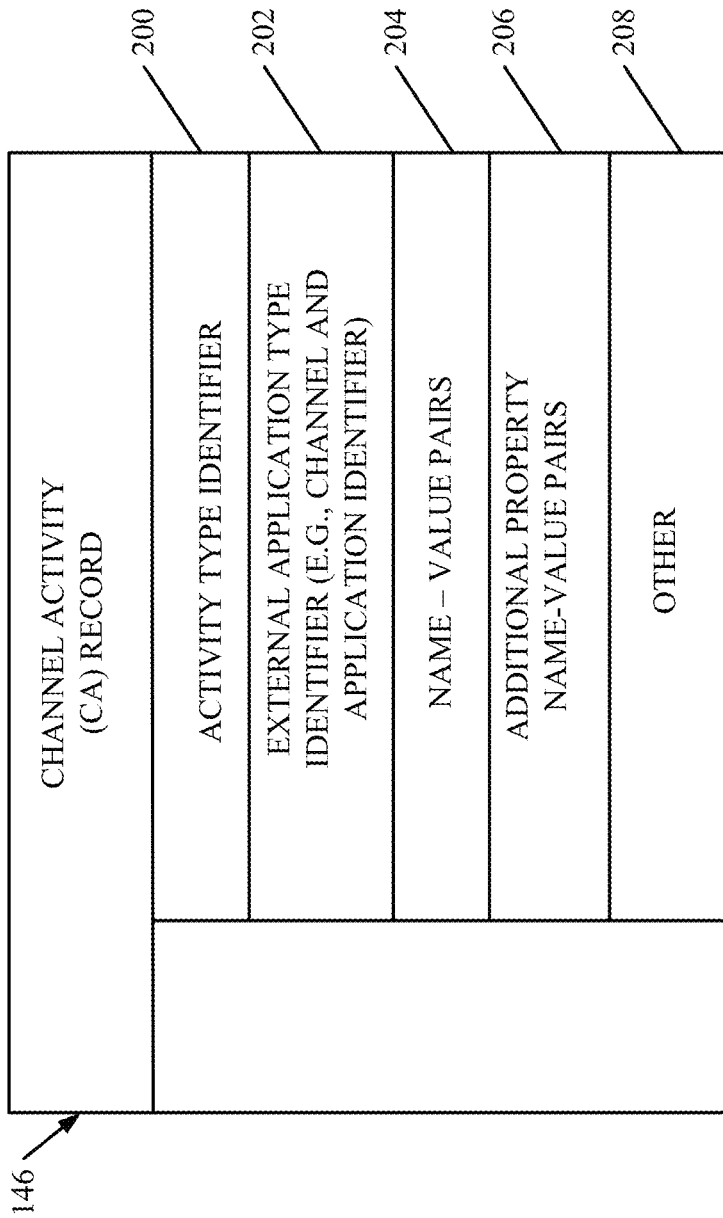 146
CHANNEL ACTIVITY
(CA) RECORD
ACTIVITY TYPE IDENTIFIER
200
EXTERNAL APPLICATION TYPE
IDENTIFIER (E.G., CHANNEL AND
APPLICATION IDENTIFIER)
202
NAME – VALUE PAIRS
204
ADDITIONAL PROPERTY
NAME-VALUE PAIRS
206
OTHER
208